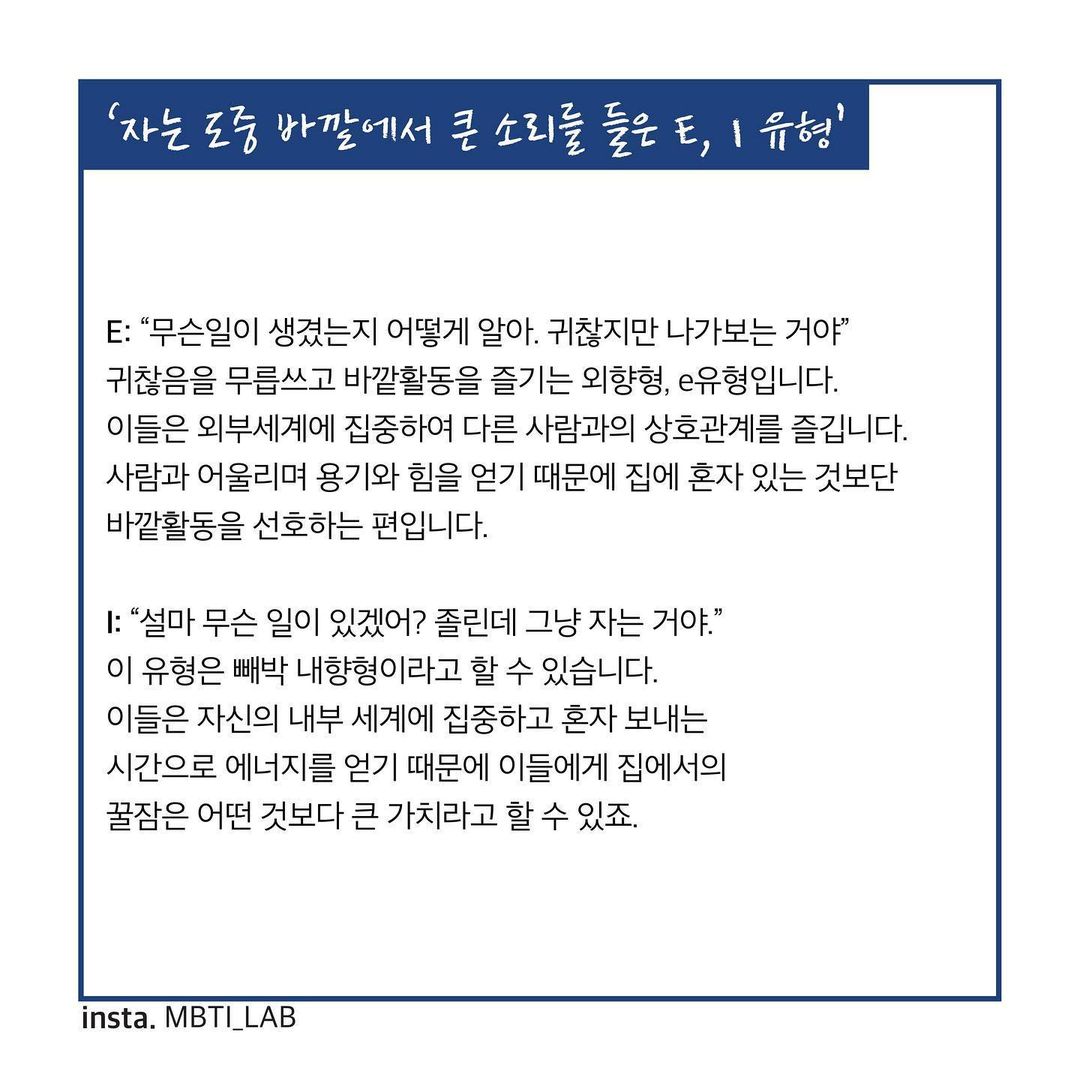 ‘자는 도중 바깥에서 큰 소리를 들은 E, I 유형’
E: “무슨일이 생겼는지 어떻게 알아. 귀찮지만 나가보는 거야”
귀찮음을 무릅쓰고 바깥활동을 즐기는 외향형, e유형입니다.
이들은 외부세계에 집중하여 다른 사람과의 상호관계를 즐깁니다.
사람과 어울리며 용기와 힘을 얻기 때문에 집에 혼자 있는 것보단
바깥활동을 선호하는 편입니다.
I: “설마 무슨 일이 있겠어? 졸린데 그냥 자는 거야.”
이 유형은 빼박 내향형이라고 할 수 있습니다.
이들은 자신의 내부 세계에 집중하고 혼자 보내는
시간으로 에너지를 얻기 때문에 이들에게 집에서의
꿀잠은 어떤 것보다 큰 가치라고 할 수 있죠.
insta. MBTI_LAB